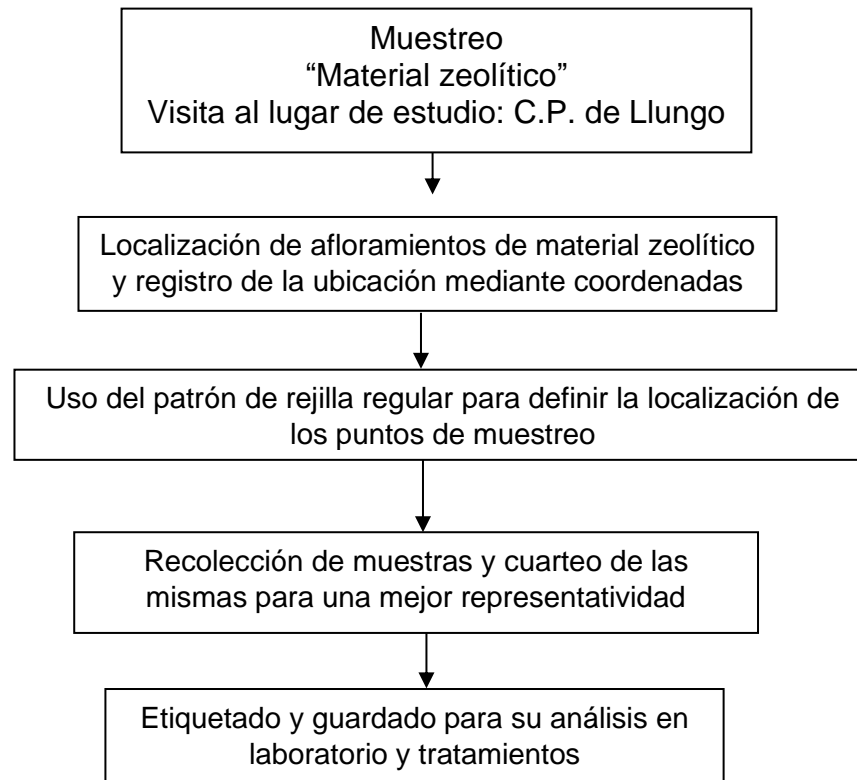 Muestreo
“Material zeolítico”
Visita al lugar de estudio: C.P. de Llungo
Localización de afloramientos de material zeolítico
y registro de la ubicación mediante coordenadas
Uso del patrón de rejilla regular para definir la localización de
los puntos de muestreo
Recolección de muestras y cuarteo de las
mismas para una mejor representatividad
Etiquetado y guardado para su análisis en
laboratorio y tratamientos